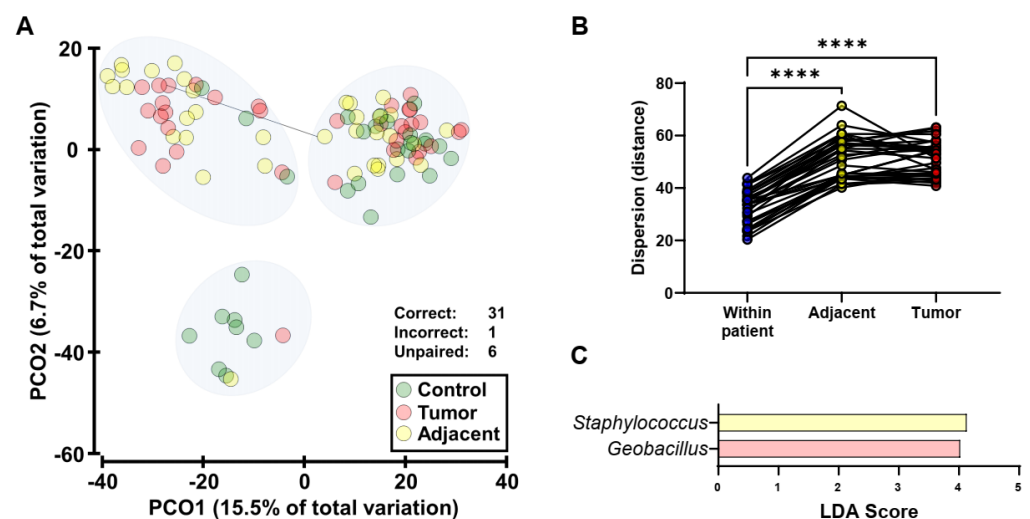 A
20
0
-20
-40
-60
-40
-20
0
20
40
PCO2 (6.7% of total variation)
PCO1 (15.5% of total variation)
Correct: 31
Incorrect: 1
Unpaired: 6
Control
Tumor
Adjacent
B
****
****
80
60
40
20
0
Dispersion (distance)
Within patient
Adjacent
Tumor
C
Staphylococcus
Geobacillus
0
1
2
3
4
5
LDA Score